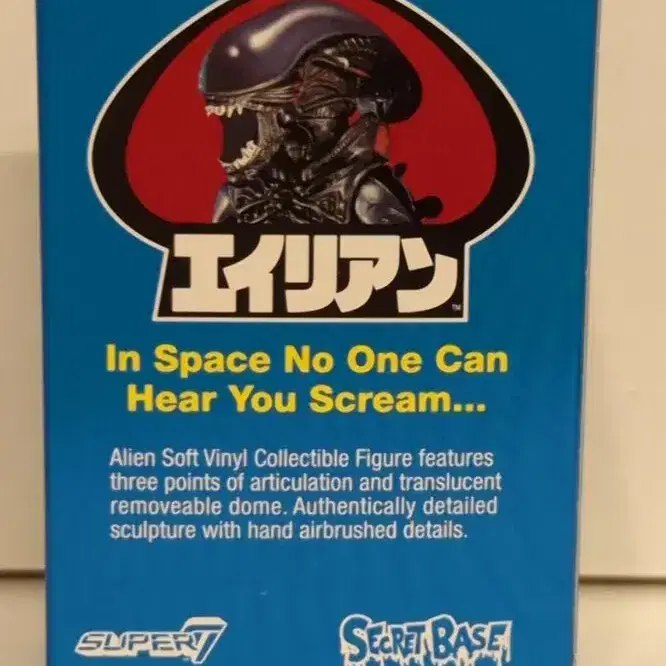 エイリアン
TM
In Space No One Can
Hear You Scream...
Alien Soft Vinyl Collectible Figure features
three points of articulation and translucent
removeable dome. Authentically detailed
sculpture with hand airbrushed details.
SUPER7
SECRET BASE